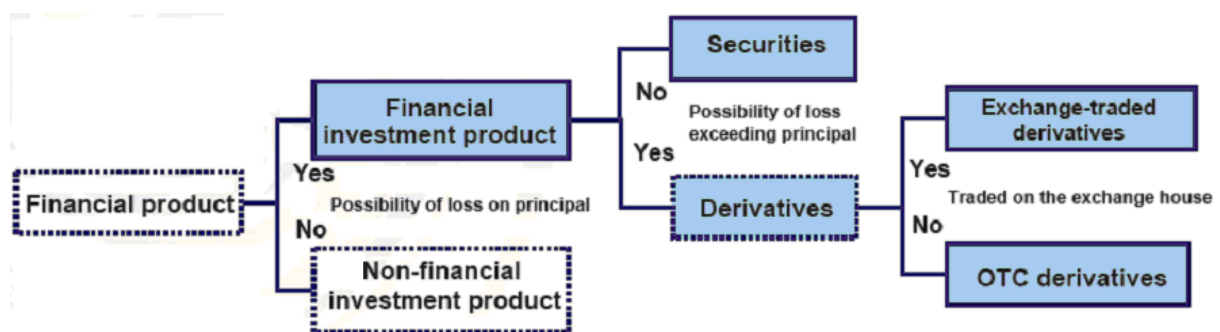 Financial product
Financial
investment product
Yes
Possibility of loss on principal
No
Non-financial
investment product
Securities
No
Possibility of loss
exceeding principal
Yes
Derivatives
Exchange-traded
derivatives
Yes
Traded on the exchange house
No
OTC derivatives